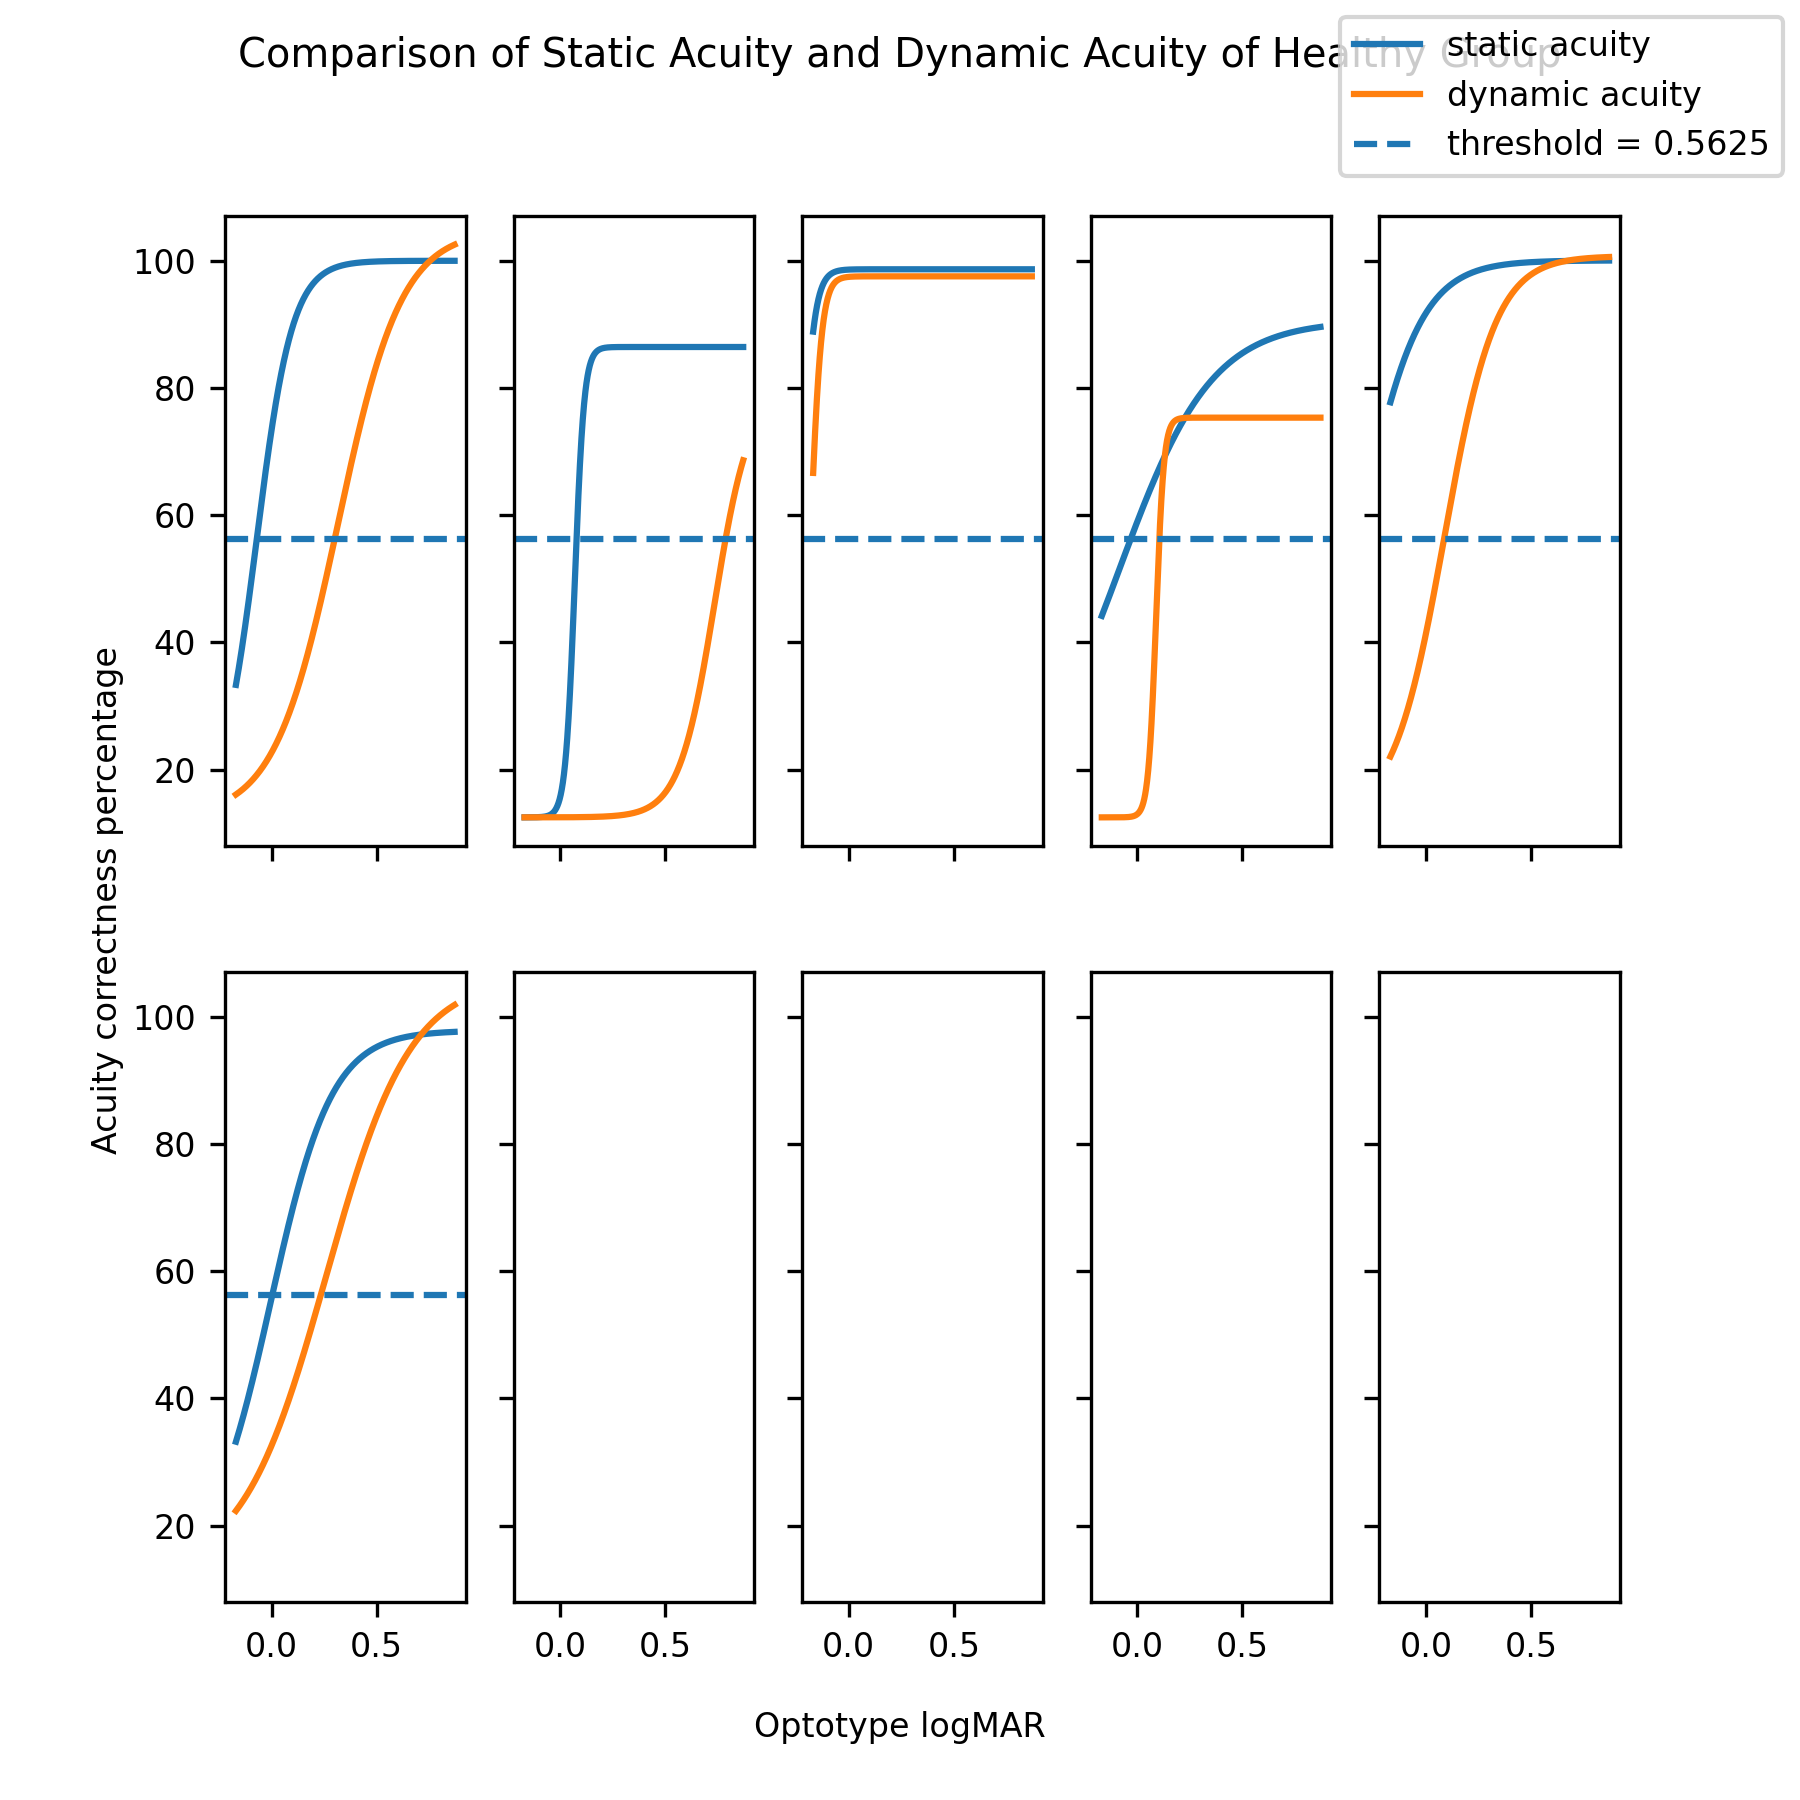 Comparison of Static Acuity and Dynamic Acuity of Healthy Group
static acuity
dynamic acuity
threshold = 0.5625
100
80
60
40
20
Acuity correctness percentage
100
80
60
40
20
0.0 0.5 0.0 0.5 0.0 0.5 0.0 0.5 0.0 0.5
Optotype logMAR